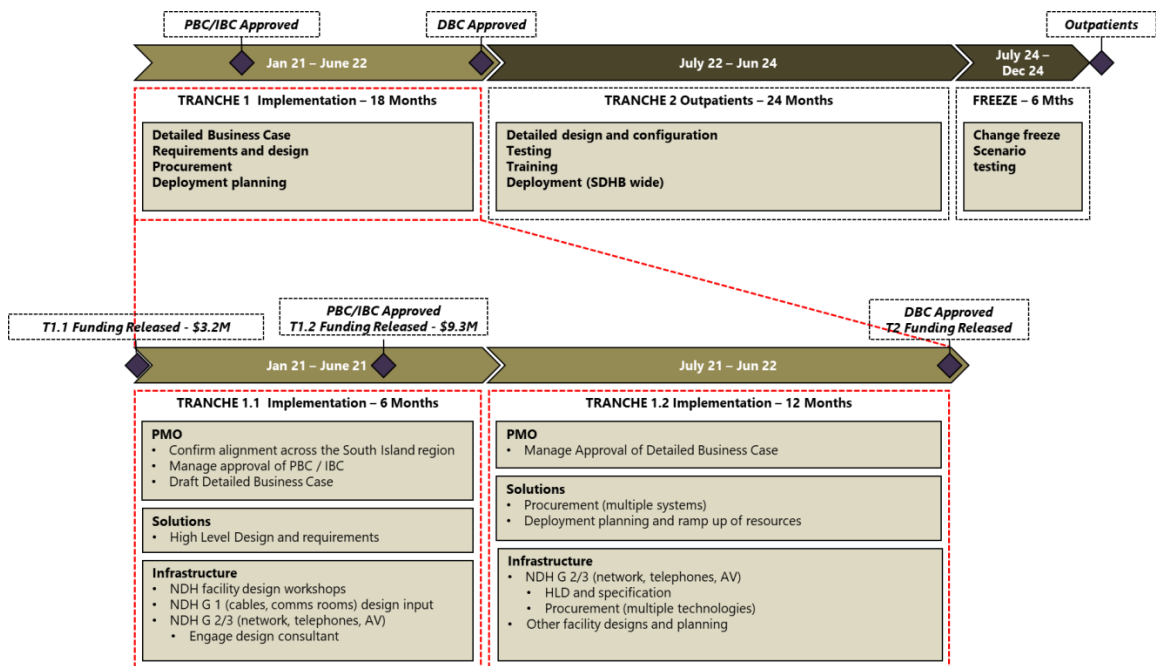 PBC/IBC Approved
DBC Approved
Outpatients
Jan 21 – June 22
July 22 – Jun 24
July 24 –
Dec 24
TRANCHE 1  Implementation – 18 Months
Detailed Business Case
Requirements and design
Procurement
Deployment planning
TRANCHE 2 Outpatients – 24 Months
Detailed design and configuration
Testing
Training
Deployment (SDHB wide)
FREEZE – 6 Mths
Change freeze
Scenario
testing
T1.1 Funding Released - $3.2M
PBC/IBC Approved
T1.2 Funding Released - $9.3M
DBC Approved
T2 Funding Released
Jan 21 – June 21
July 21 – Jun 22
TRANCHE 1.1  Implementation – 6 Months
PMO
• Confirm alignment across the South Island region
• Manage approval of PBC / IBC
• Draft Detailed Business Case
Solutions
• High Level Design and requirements
Infrastructure
• NDH facility design workshops
• NDH G 1 (cables, comms rooms) design input
• NDH G 2/3 (network, telephones, AV)
• Engage design consultant
TRANCHE 1.2 Implementation – 12 Months
PMO
• Manage Approval of Detailed Business Case
Solutions
• Procurement (multiple systems)
• Deployment planning and ramp up of resources
Infrastructure
• NDH G 2/3 (network, telephones, AV)
• HLD and specification
• Procurement (multiple technologies)
• Other facility designs and planning